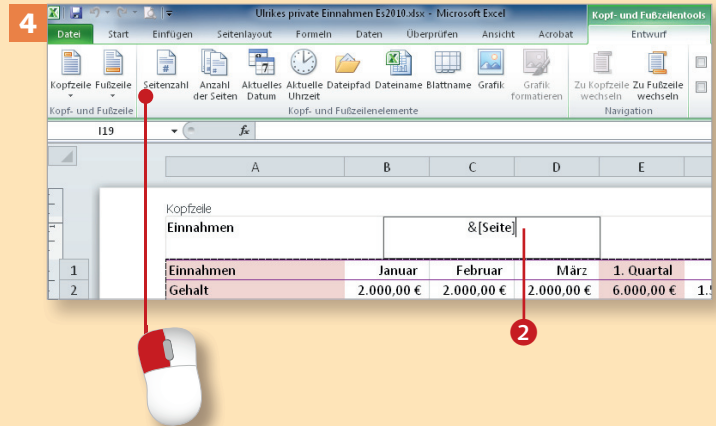 4
Ulrikes private Einnahmen Es2010.xlsx - Microsoft Excel
Kopf- und Fußzeilentools
Datei Start Einfügen Seitenlayout Formeln Daten Überprüfen Ansicht Acrobat Entwurf
Kopfzeile Fußzeile Seitenzahl Anzahl der Seiten Aktuelles Datum Aktuelle Uhrzeit Dateipfad Dateiname Blattname Grafik Grafik formatieren Zu Kopfzeile wechseln Zu Fußzeile wechseln
Kopf- und Fußzeile Kopf- und Fußzeilenelemente Navigation
I19 fx
A B C D E
Kopfzeile
Einnahmen &[Seite]
1 Einnahmen Januar Februar März 1. Quartal
2 Gehalt 2.000,00 € 2.000,00 € 2.000,00 € 6.000,00 €
2